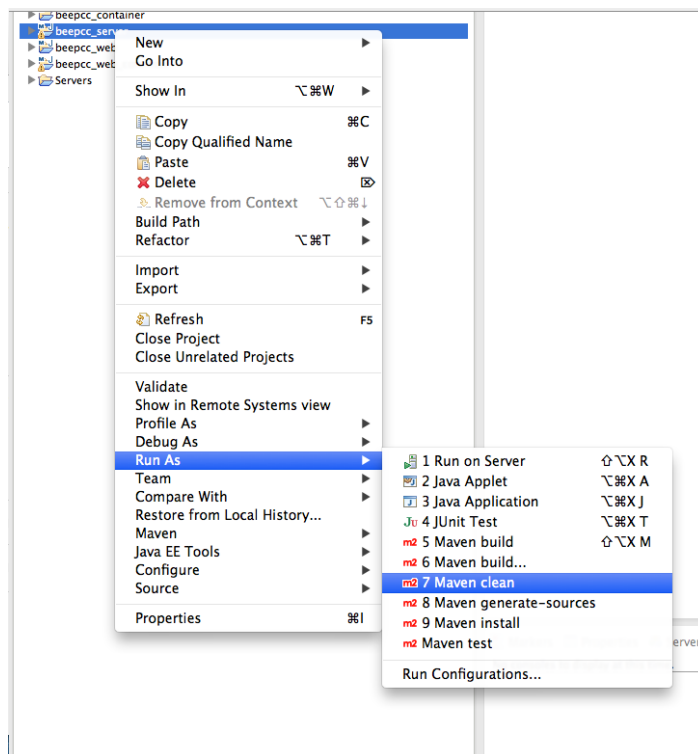 beepcc_container
beepcc_serve
beepcc_web
beepcc_web
Servers
New
Go Into
Show In ⌥⌘W
Copy ⌘C
Copy Qualified Name
Paste ⌘V
Delete ⌦
Remove from Context ⌥⇧⌘↓
Build Path
Refactor ⌥⌘T
Import
Export
Refresh F5
Close Project
Close Unrelated Projects
Validate
Show in Remote Systems view
Profile As
Debug As
Run As
Team
Compare With
Restore from Local History...
Maven
Java EE Tools
Configure
Source
Properties ⌘I
1 Run on Server ⇧⌥X R
2 Java Applet ⌥⌘X A
3 Java Application ⌥⌘X J
Ju 4 JUnit Test ⌥⌘X T
m2 5 Maven build ⇧⌥X M
m2 6 Maven build...
m2 7 Maven clean
m2 8 Maven generate-sources
m2 9 Maven install
m2 Maven test
Run Configurations...
erver